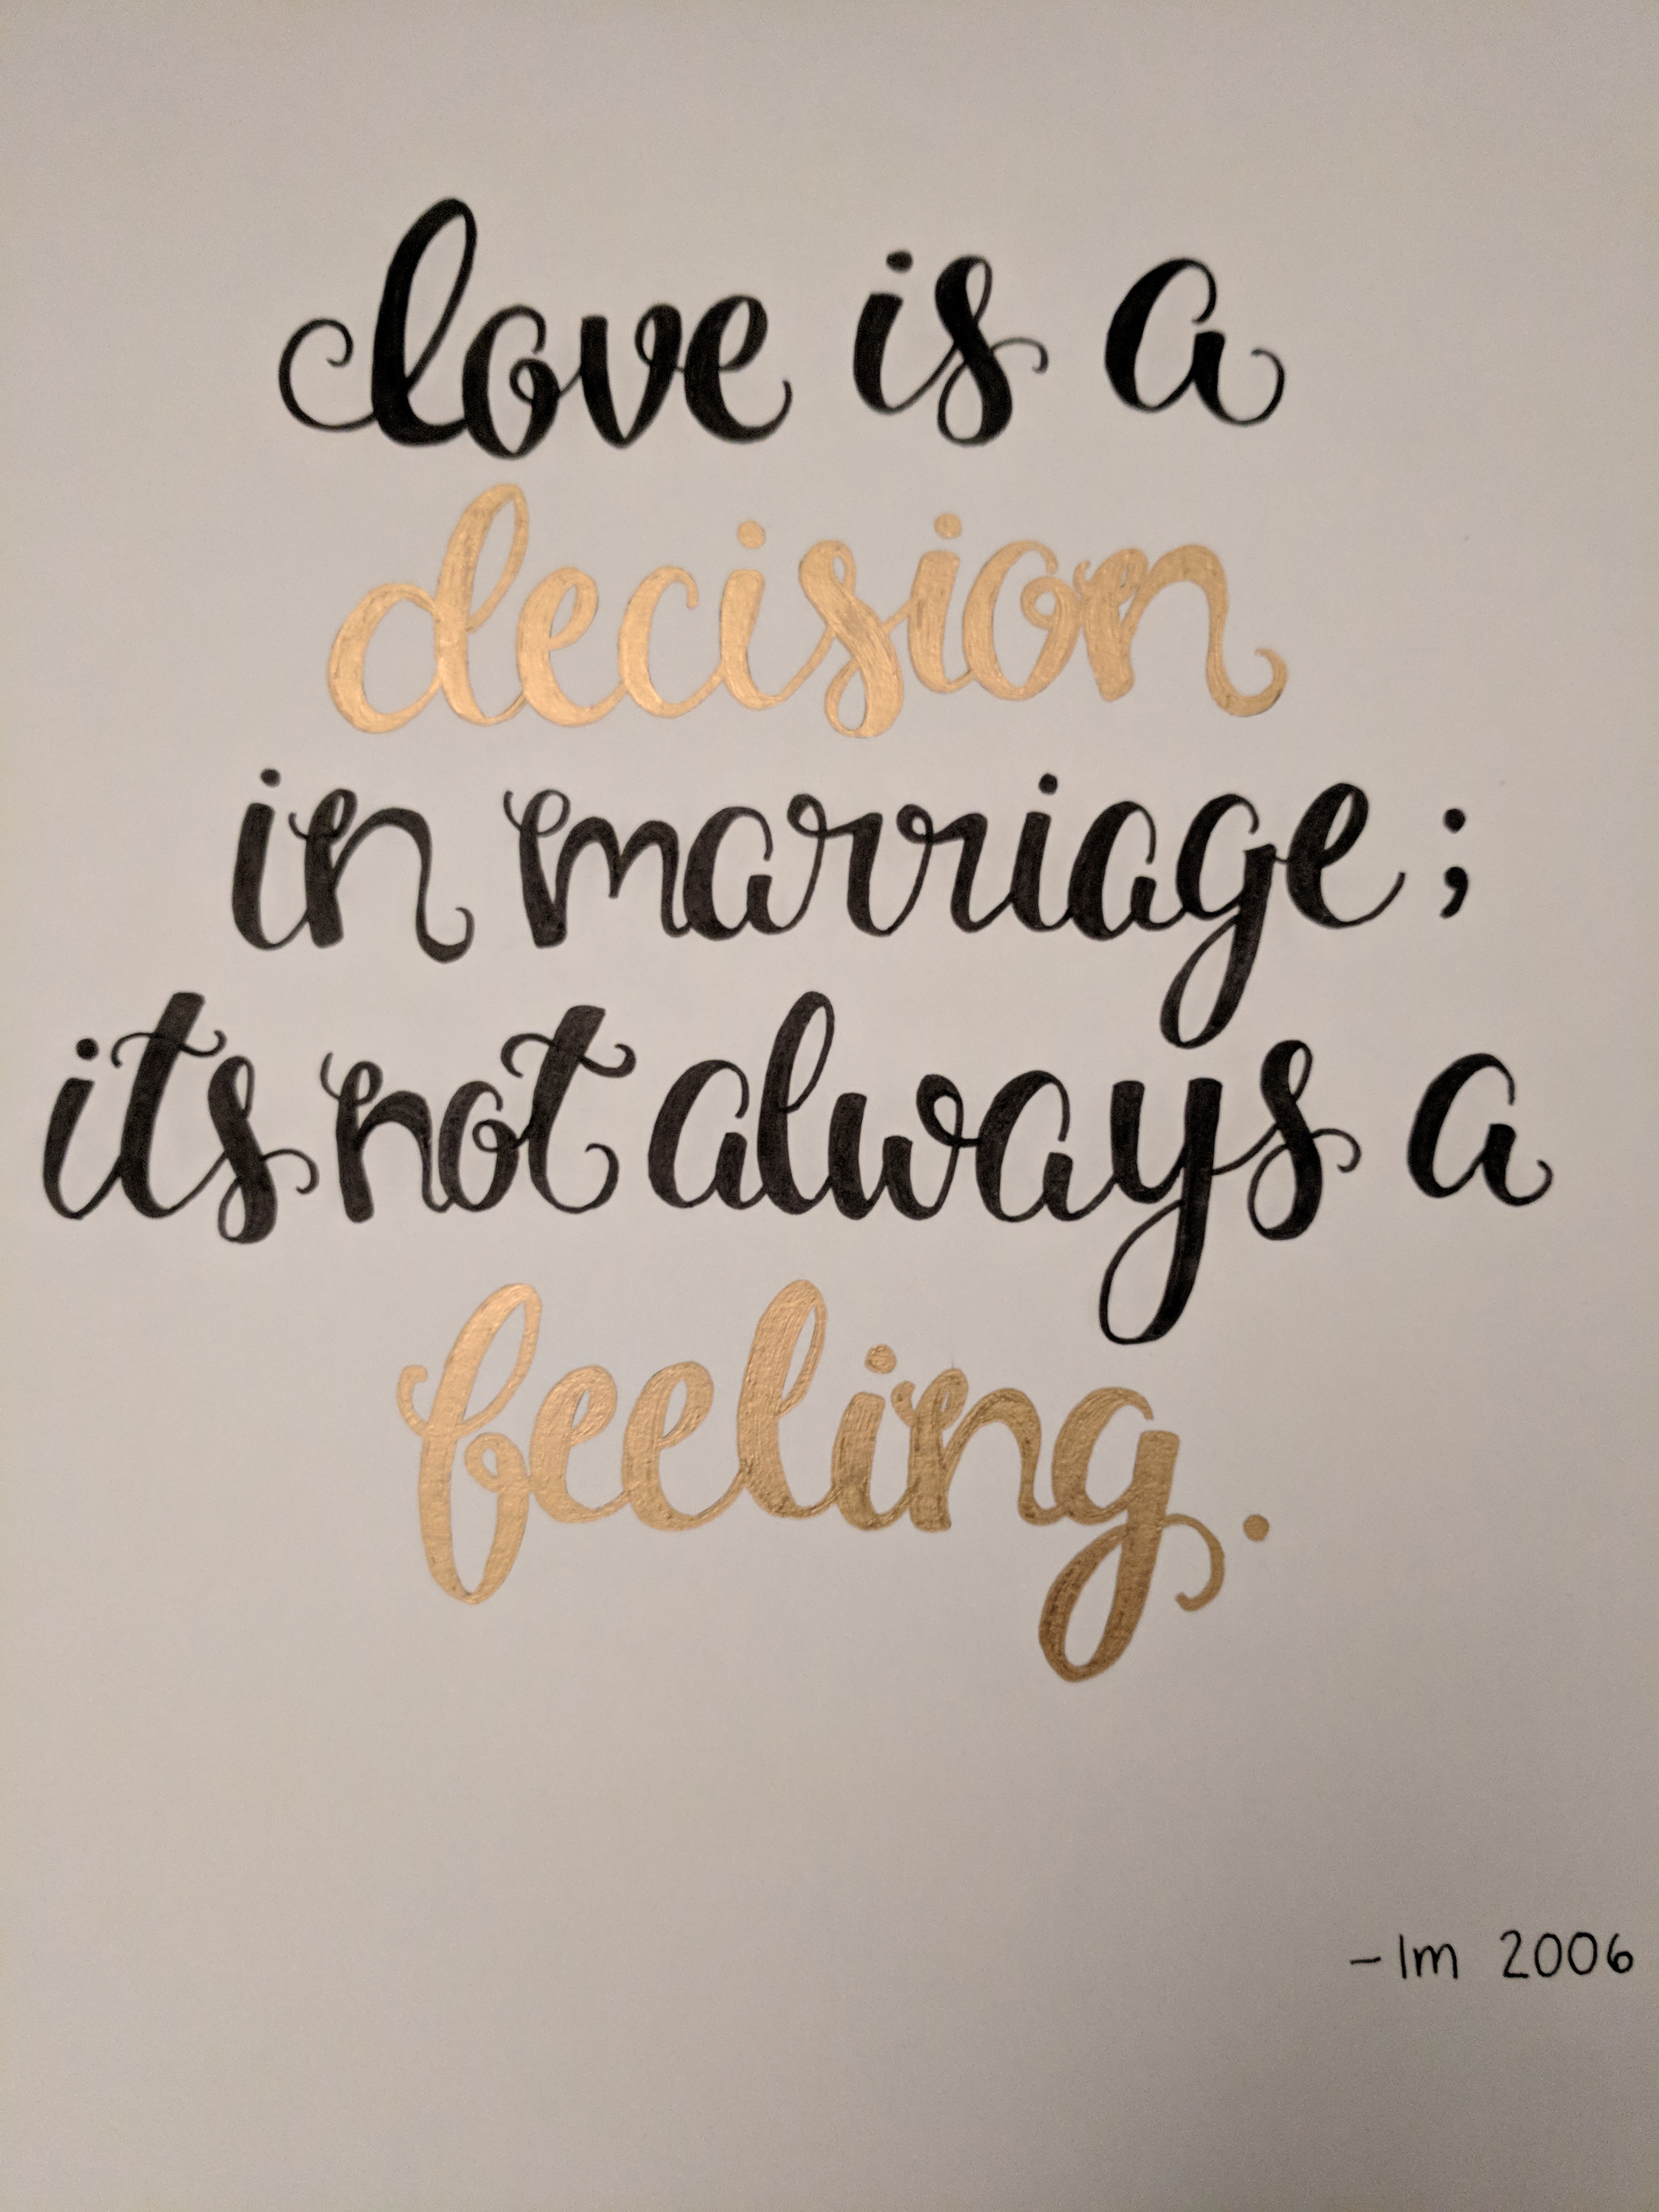 love is a
decision
in marriage;
its not always a
feeling.
-lm 2006